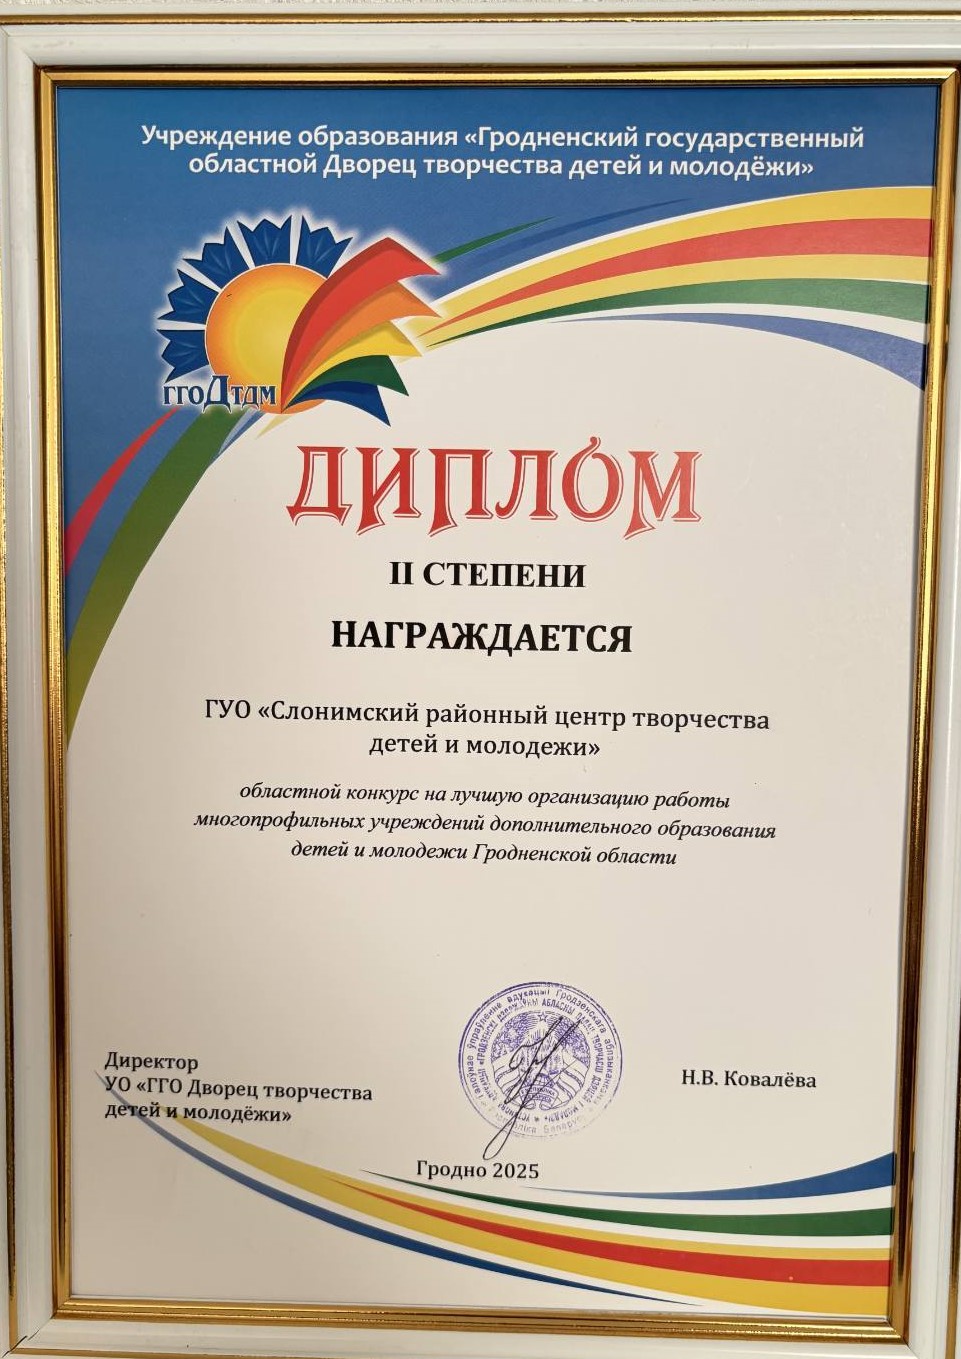 Учреждение образования «Гродненский государственный
областной Дворец творчества детей и молодёжи»
ГГОДТДМ
ДИПЛОМ
II СТЕПЕНИ
НАГРАЖДАЕТСЯ
ГУО «Слонимский районный центр творчества
детей и молодежи»
областной конкурс на лучшую организацию работы
многопрофильных учреждений дополнительного образования
детей и молодежи Гродненской области
Директор
УО «ГГО Дворец творчества
детей и молодёжи»
Н.В. Ковалёва
Гродно 2025